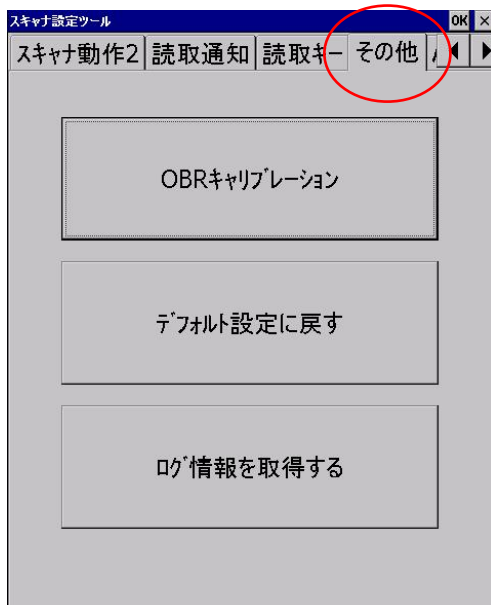 スキャナ設定ツール OK ×
スキャナ動作2 読取通知 読取キー その他
OBRキャリブレーション
デフォルト設定に戻す
ログ情報を取得する